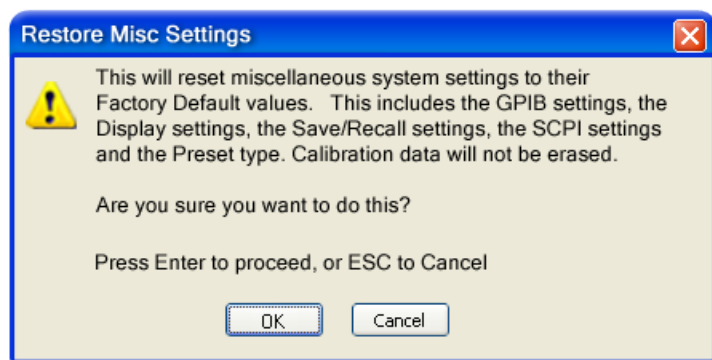 Restore Misc Settings
This will reset miscellaneous system settings to their
Factory Default values.   This includes the GPIB settings, the
Display settings, the Save/Recall settings, the SCPI settings
and the Preset type. Calibration data will not be erased.
Are you sure you want to do this?
Press Enter to proceed, or ESC to Cancel
OK
Cancel